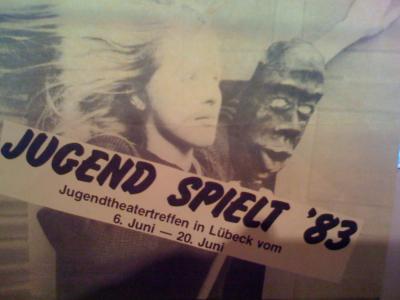 JUGEND SPIELT '83
Jugendtheatertreffen in Lübeck vom
6. Juni — 20. Juni